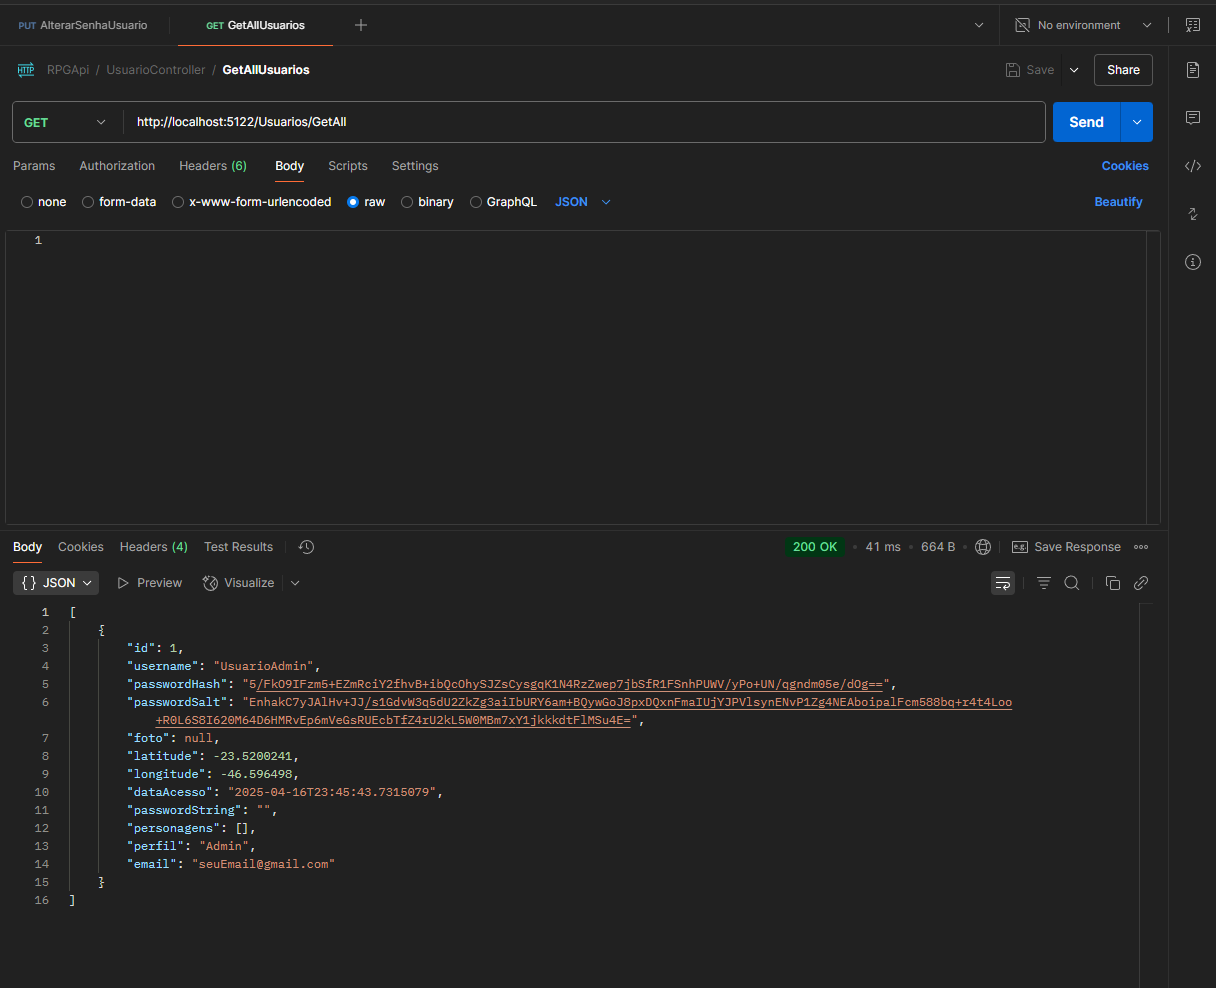 PUT AlterarSenhaUsuario
GET GetAllUsuarios
No environment
HTTP RPGApi / UsuarioController / GetAllUsuarios
Save
Share
GET http://localhost:5122/Usuarios/GetAll
Send
Params Authorization Headers (6) Body Scripts Settings Cookies
none form-data x-www-form-urlencoded raw binary GraphQL JSON Beautify
1
Body Cookies Headers (4) Test Results 200 OK • 41 ms • 664 B • Save Response
{} JSON Preview Visualize
1 [
2 {
3 "id": 1,
4 "username": "UsuarioAdmin",
5 "passwordHash": "5/FkO9IFzm5+EZmRciY2fhvB+ibQcOhySJZsCysgqK1N4RzZwep7jbSfR1FSnhPUWV/yPo+UN/qgndm05e/dOg==",
6 "passwordSalt": "EnhakC7yJAlHv+JJ/s1GdvW3q5dU2ZkZg3aiIbURY6am+BQywGoJ8pxDQxnFmaIUjYJPVlsynENvP1Zg4NEAboipalFcm588bq+r4t4Loo
+R0L6S8I620M64D6HMRvEp6mVeGsRUEcbTfZ4rU2kL5W0MBm7xY1jkkkdtFlMSu4E=",
7 "foto": null,
8 "latitude": -23.5200241,
9 "longitude": -46.596498,
10 "dataAcesso": "2025-04-16T23:45:43.7315079",
11 "passwordString": "",
12 "personagens": [],
13 "perfil": "Admin",
14 "email": "seuEmail@gmail.com"
15 }
16 ]